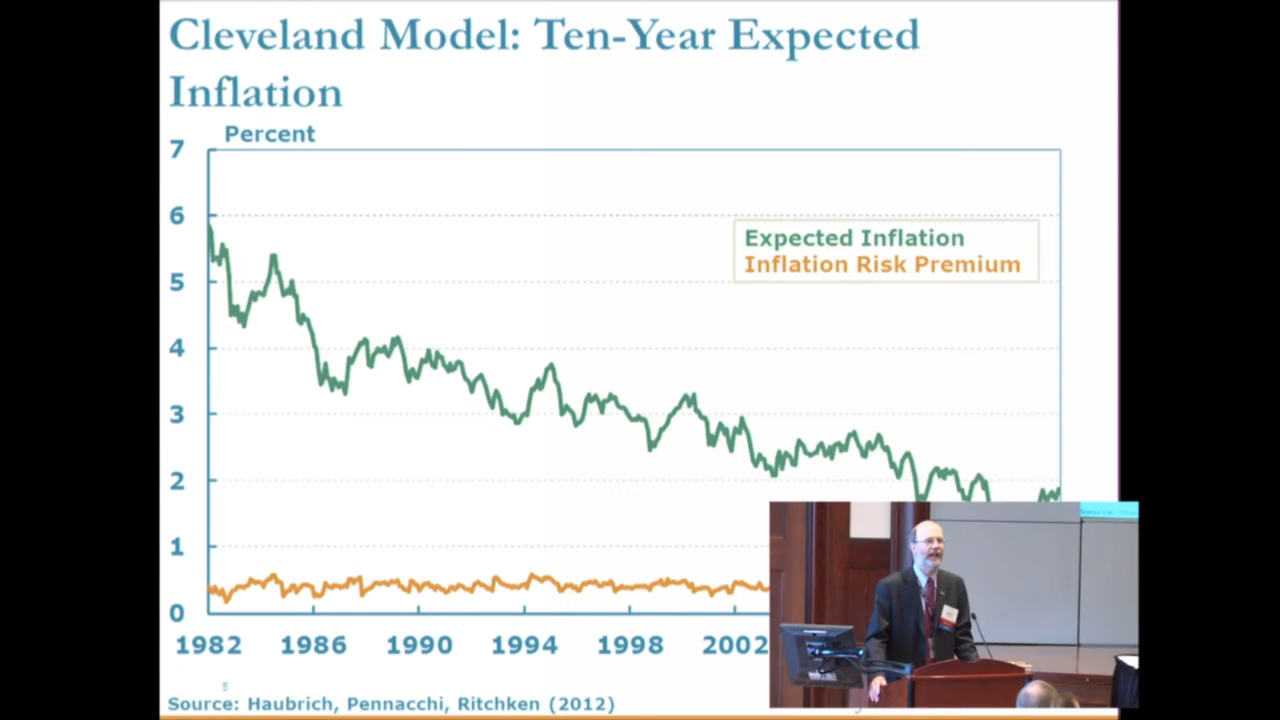 Cleveland Model: Ten-Year Expected
Inflation
Percent
7
6
Expected Inflation
Inflation Risk Premium
5
4
3
2
1
0
1982 1986 1990 1994 1998 2002
5
Source: Haubrich, Pennacchi, Ritchken (2012)